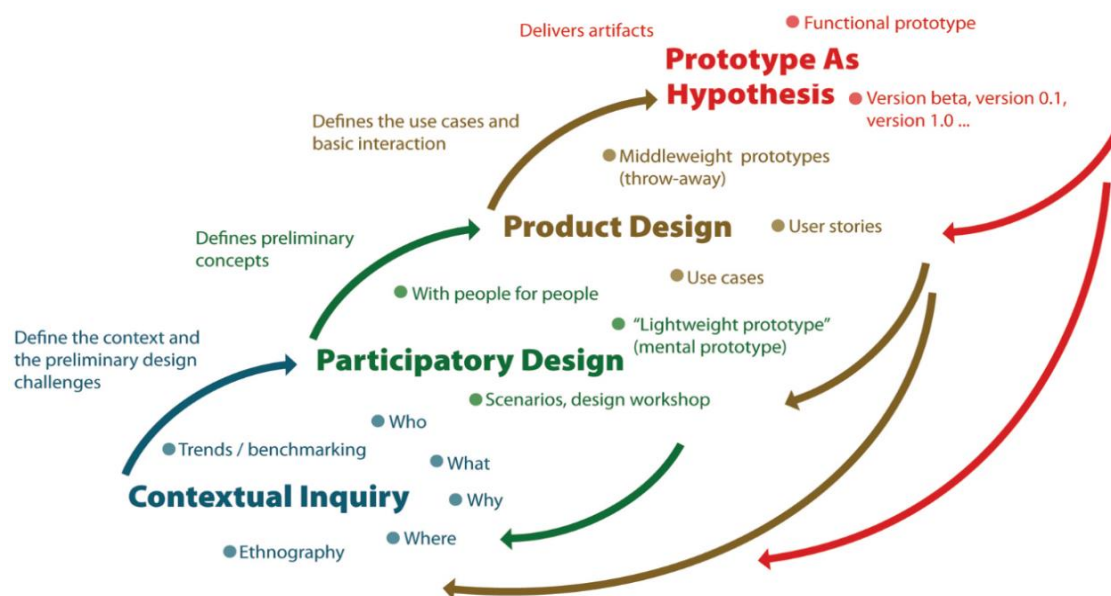 Functional prototype
Delivers artifacts
Prototype As
Hypothesis
Version beta, version 0.1,
version 1.0 ...
Defines the use cases and
basic interaction
Middleweight prototypes
(throw-away)
Product Design
User stories
Defines preliminary
concepts
Use cases
With people for people
"Lightweight prototype"
(mental prototype)
Define the context and
the preliminary design
challenges
Participatory Design
Scenarios, design workshop
Who
Trends / benchmarking
What
Contextual Inquiry
Why
Where
Ethnography